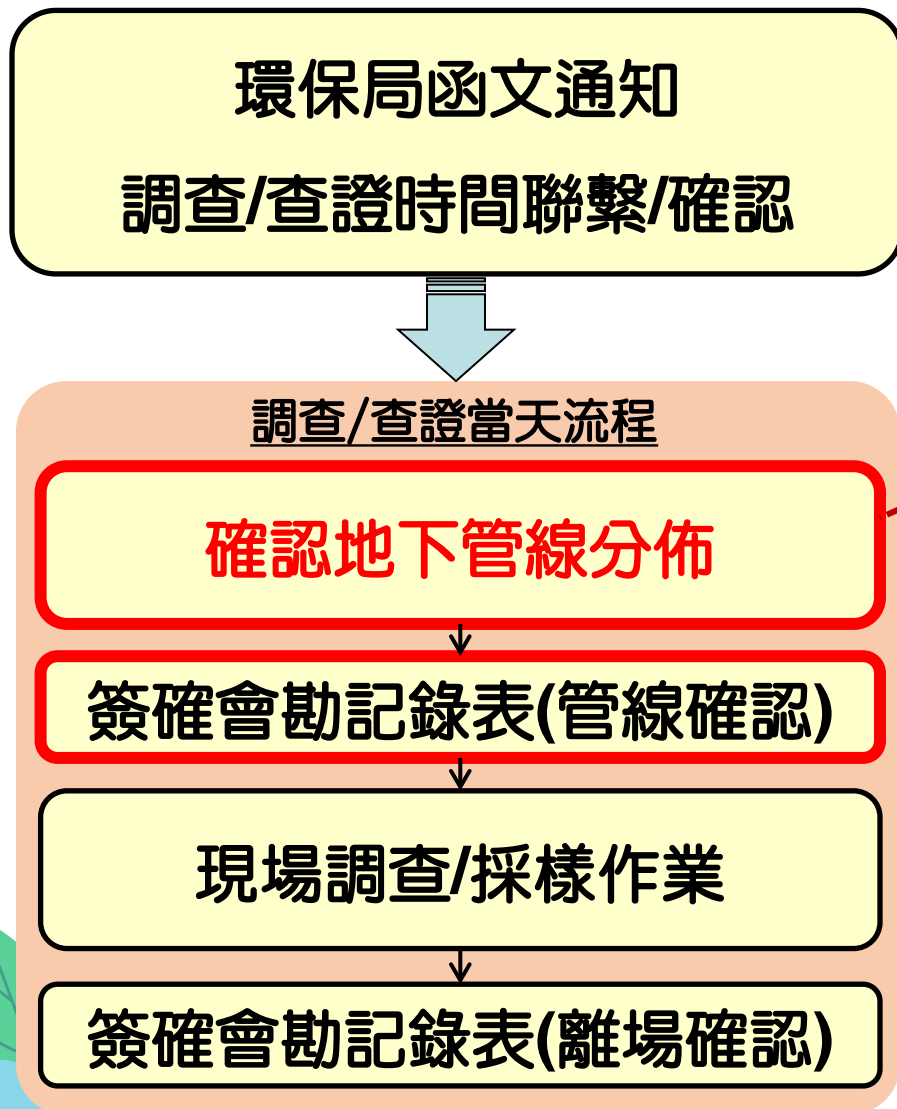 環保局函文通知
調查/查證時間聯繫/確認
調查/查證當天流程
確認地下管線分佈
簽確會勘記錄表(管線確認)
現場調查/採樣作業
簽確會勘記錄表(離場確認)